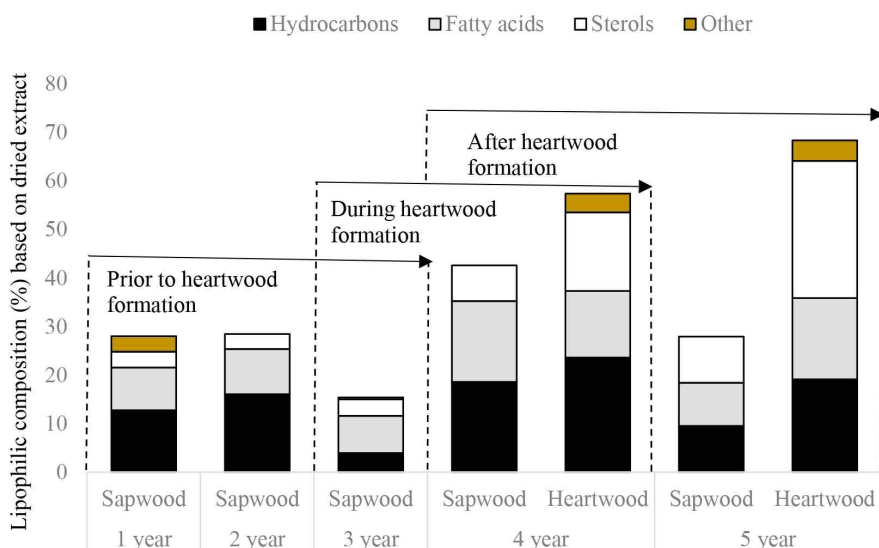 Hydrocarbons Fatty acids Sterols Other
Lipophilic composition (%) based on dried extract
80
70
60
50
40
30
20
10
0
After heartwood
formation
During heartwood
formation
Prior to heartwood
formation
Sapwood Sapwood Sapwood Sapwood Heartwood Sapwood Heartwood
1 year 2 year 3 year 4 year 5 year